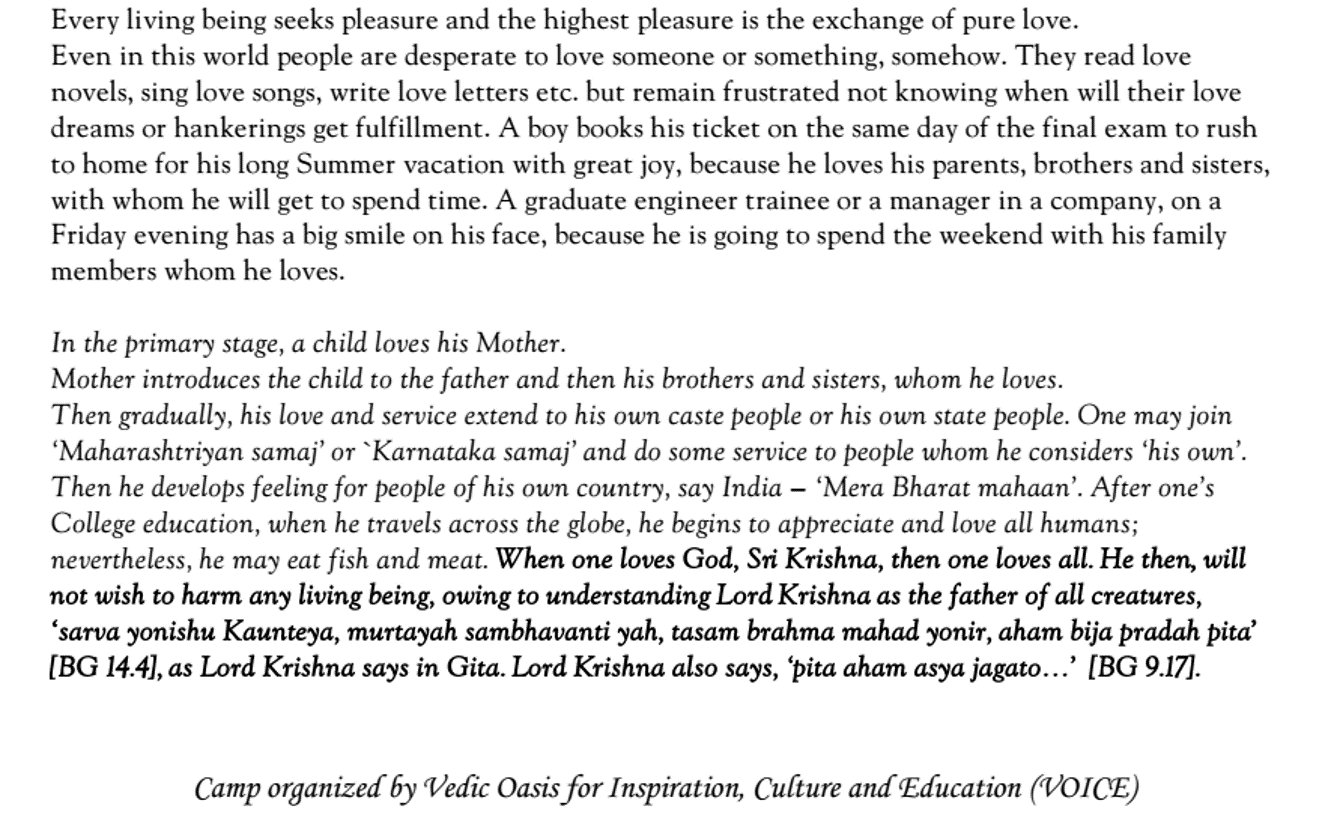 Every living being seeks pleasure and the highest pleasure is the exchange of pure love.
Even in this world people are desperate to love someone or something, somehow. They read love
novels, sing love songs, write love letters etc. but remain frustrated not knowing when will their love
dreams or hankerings get fulfillment. A boy books his ticket on the same day of the final exam to rush
to home for his long Summer vacation with great joy, because he loves his parents, brothers and sisters,
with whom he will get to spend time. A graduate engineer trainee or a manager in a company, on a
Friday evening has a big smile on his face, because he is going to spend the weekend with his family
members whom he loves.

In the primary stage, a child loves his Mother.
Mother introduces the child to the father and then his brothers and sisters, whom he loves.
Then gradually, his love and service extend to his own caste people or his own state people. One may join
‘Maharashtriyan samaj’ or `Karnataka samaj’ and do some service to people whom he considers ‘his own’.
Then he develops feeling for people of his own country, say India – ‘Mera Bharat mahaan’. After one’s
College education, when he travels across the globe, he begins to appreciate and love all humans;
nevertheless, he may eat fish and meat. When one loves God, Sri Krishna, then one loves all. He then, will
not wish to harm any living being, owing to understanding Lord Krishna as the father of all creatures,
‘sarva yonishu Kaunteya, murtayah sambhavanti yah, tasam brahma mahad yonir, aham bija pradah pita’
[BG 14.4], as Lord Krishna says in Gita. Lord Krishna also says, ‘pita aham asya jagato…’ [BG 9.17].

Camp organized by Vedic Oasis for Inspiration, Culture and Education (VOICE)